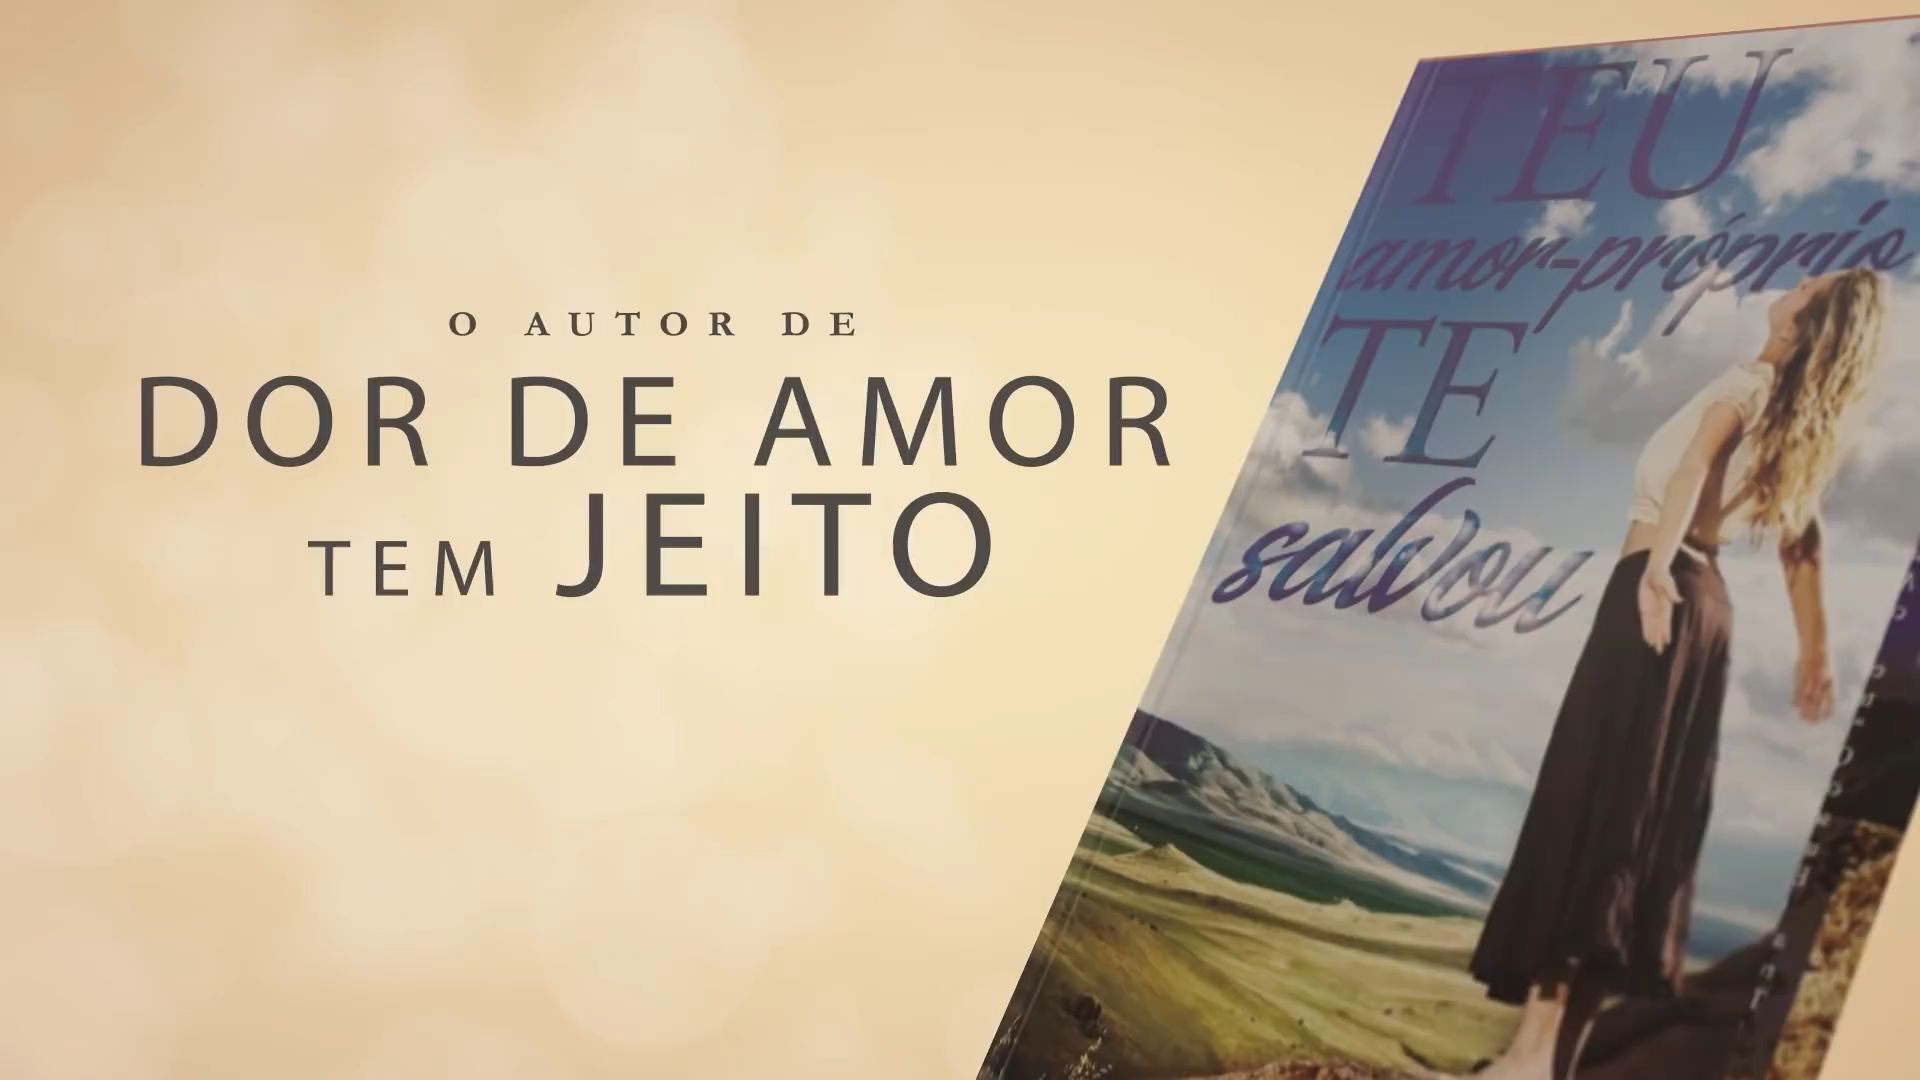 O AUTOR DE
DOR DE AMOR
TEM JEITO
TEU
amor-próprio
TE
salvou